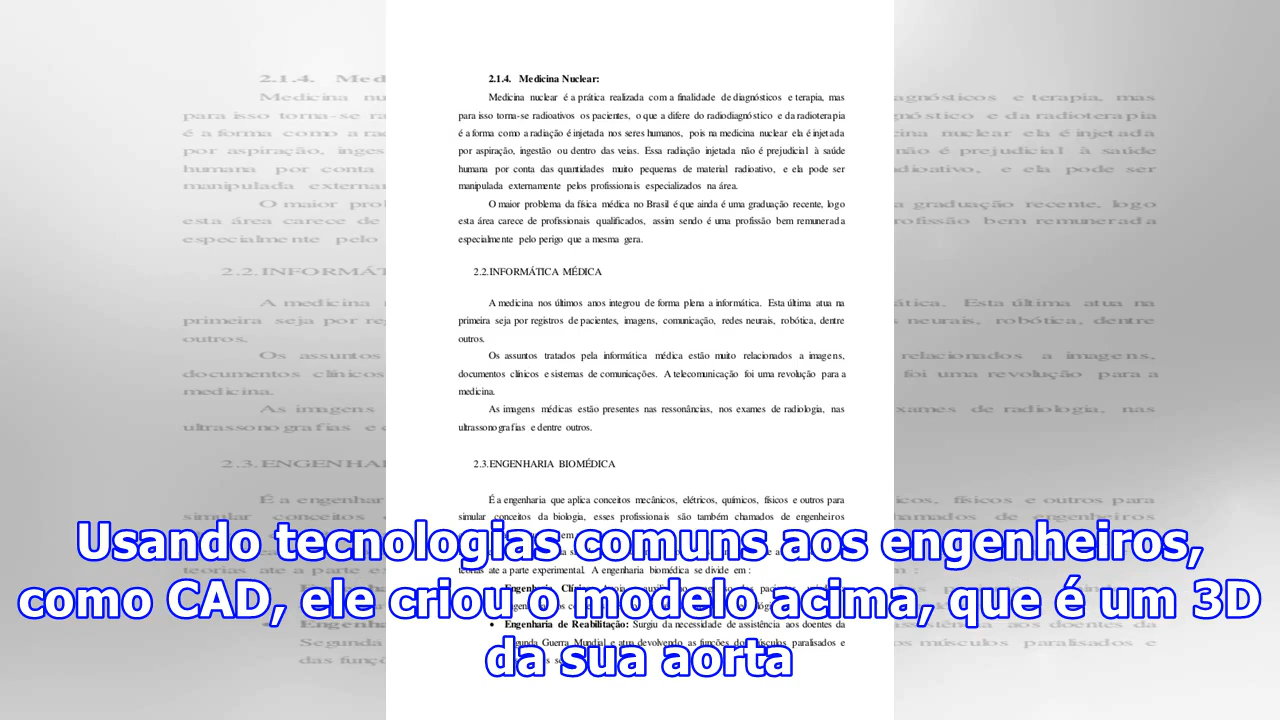 2.1.4. Medicina Nuclear:
Medicina nuclear é a prática realizada com a finalidade de diagnósticos e terapia, mas
para isso torna-se radioativos os pacientes, o que a difere do radiodiagnóstico e da radioterapia
é a forma como a radiação é injetada nos seres humanos, pois na medicina nuclear ela é injetada
por aspiração, ingestão ou dentro das veias. Essa radiação injetada não é prejudicial à saúde
humana por conta das quantidades muito pequenas de material radioativo, e ela pode ser
manipulada externamente pelos profissionais especializados na área.
O maior problema da física médica no Brasil é que ainda é uma graduação recente, logo
esta área carece de profissionais qualificados, assim sendo é uma profissão bem remunerada
especialmente pelo perigo que a mesma gera.
2.2.INFORMÁTICA MÉDICA
A medicina nos últimos anos integrou de forma plena a informática. Esta última atua na
primeira seja por registros de pacientes, imagens, comunicação, redes neurais, robótica, dentre
outros.
Os assuntos tratados pela informática médica estão muito relacionados a imagens,
documentos clínicos e sistemas de comunicações. A telecomunicação foi uma revolução para a
medicina.
As imagens médicas estão presentes nas ressonâncias, nos exames de radiologia, nas
ultrassonografias e dentre outros.
2.3.ENGENHARIA BIOMÉDICA
É a engenharia que aplica conceitos mecânicos, elétricos, químicos, físicos e outros para
simular conceitos da biologia, esses profissionais são também chamados de engenheiros
ate a parte experimental. A engenharia biomédica se divide em :
• Engenharia de Reabilitação: Surgiu da necessidade de assistência aos doentes da
Segunda Guerra Mundial e atua devolvendo as funções dos músculos paralisados e
Usando tecnologias comuns aos engenheiros,
como CAD, ele criou o modelo acima, que é um 3D
da sua aorta